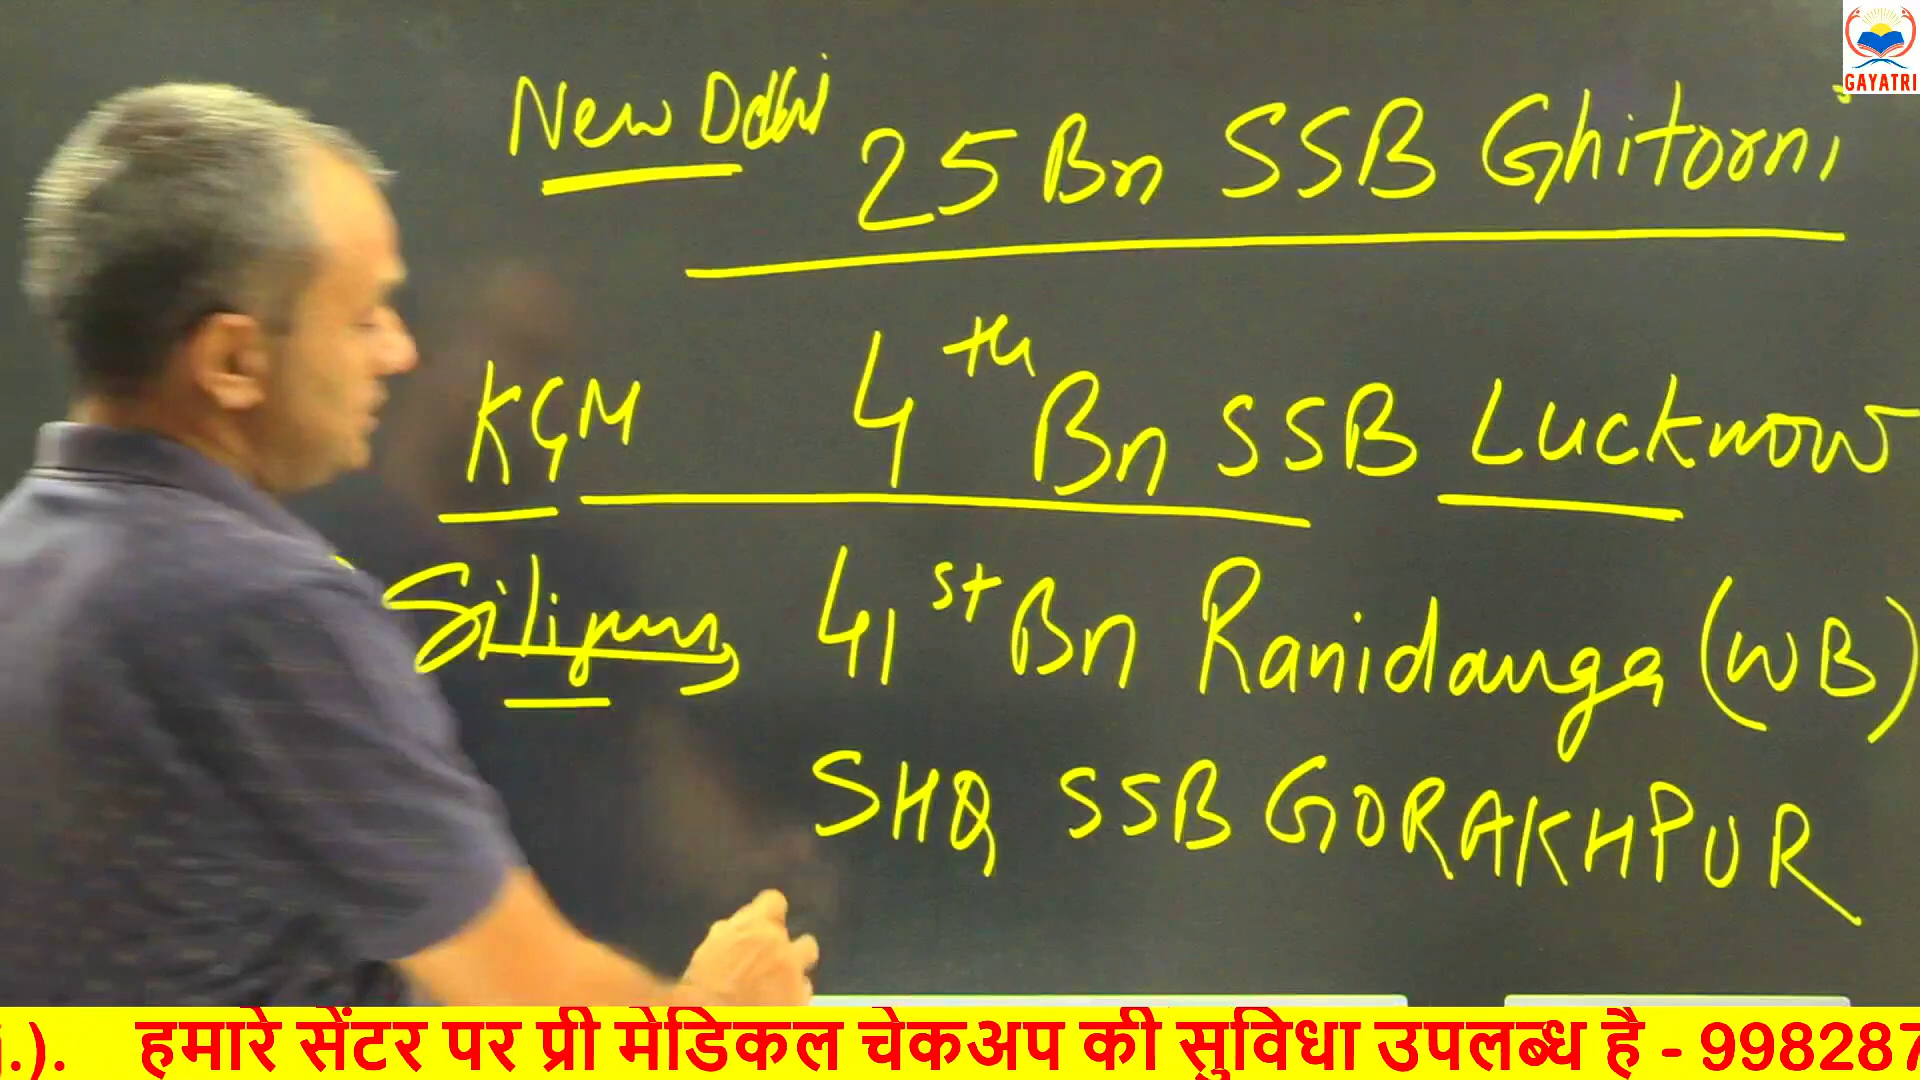 GAYATRI
New Delhi 25 Bn SSB Ghitorni
KGM 4th Bn SSB Lucknow
Siliguri 41st Bn Ranidanga (WB)
SHQ SSB GORAKHPUR
.). हमारे सेंटर पर प्री मेडिकल चेकअप की सुविधा उपलब्ध है - 998287